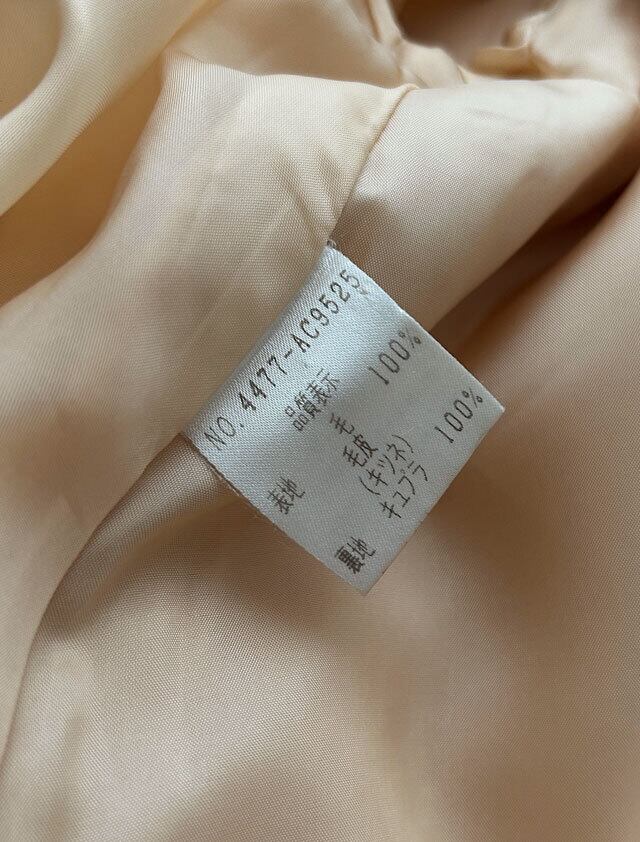 NO. 4477-AC9525
品質表示
表地 毛 100%
毛皮
(キツネ)
裏地 キュプラ 100%